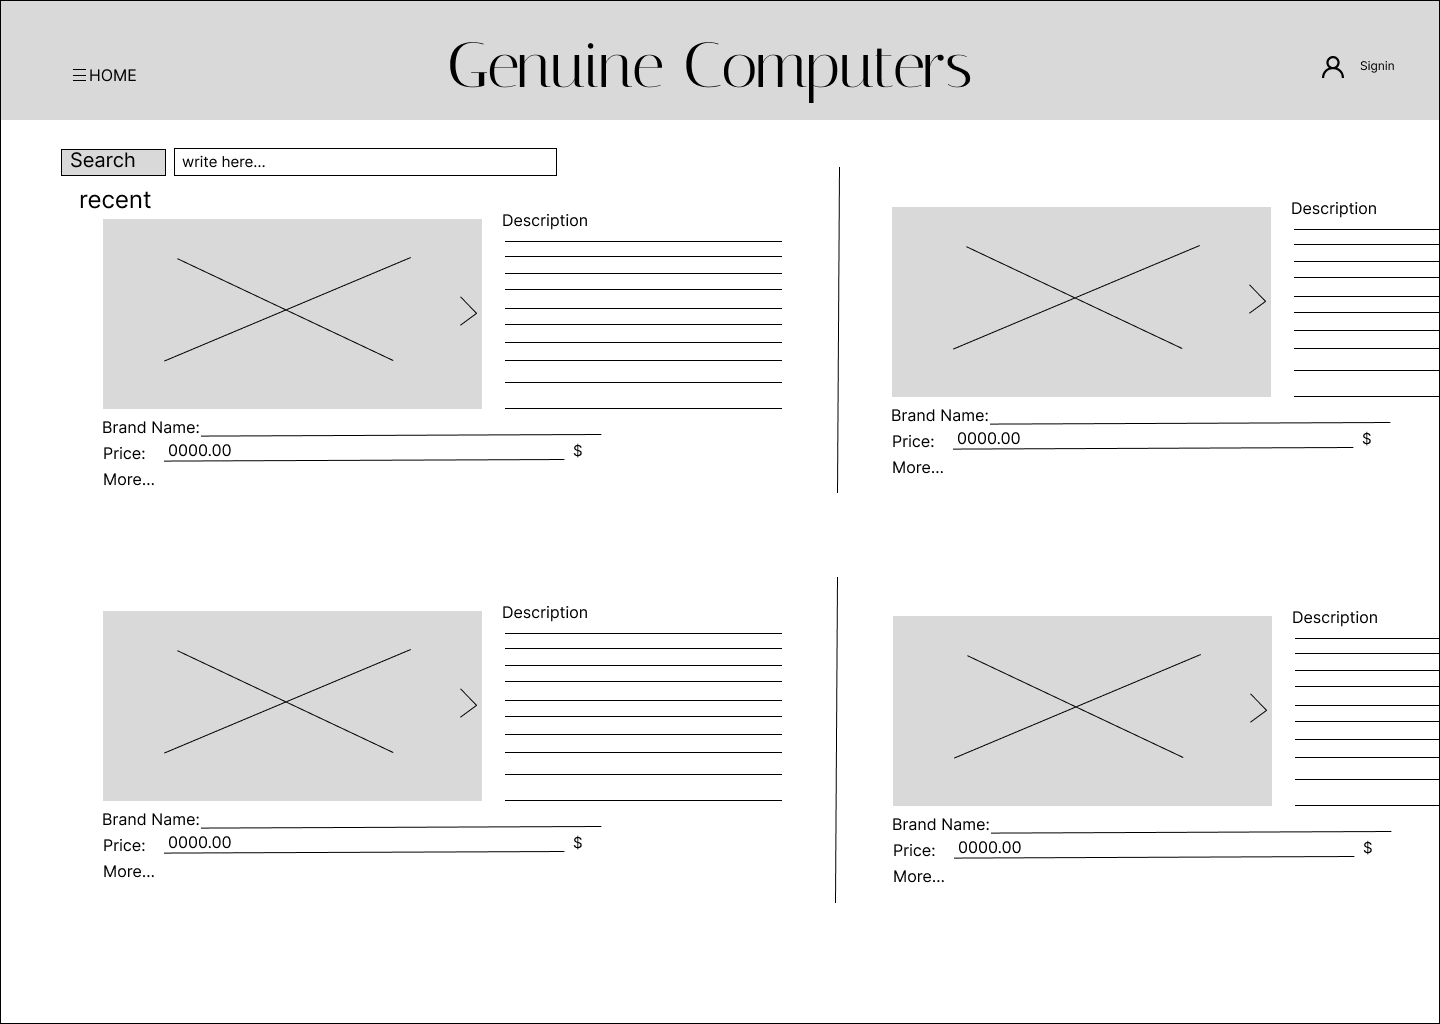 HOME
Genuine Computers
Signin
Search
write here...
recent
Description
Brand Name:
Price: 0000.00 $
More...
Description
Brand Name:
Price: 0000.00 $
More...
Description
Brand Name:
Price: 0000.00 $
More...
Description
Brand Name:
Price: 0000.00 $
More...